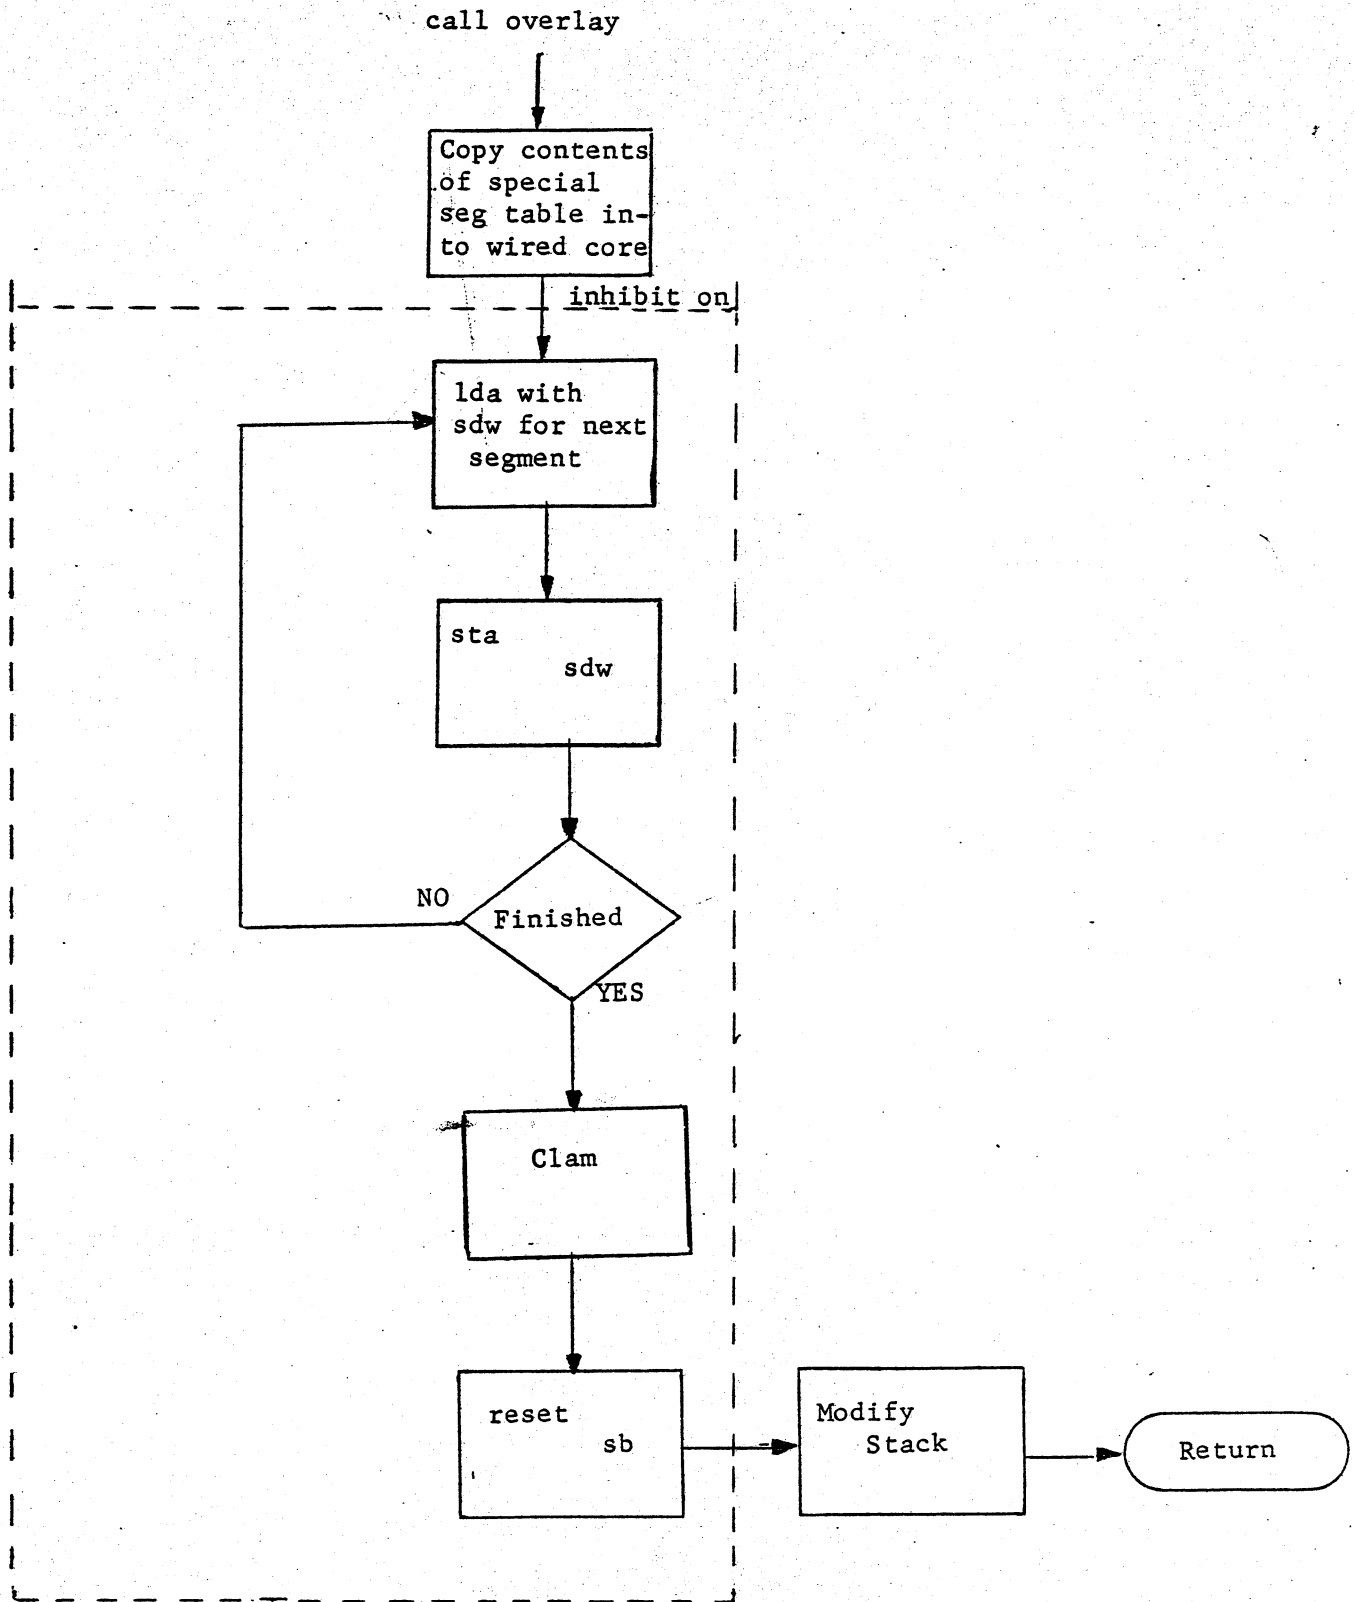 call overlay
Copy contents
of special
seg table in-
to wired core
inhibit on
lda with
sdw for next
segment
sta
sdw
NO
Finished
YES
Clam
reset
sb
Modify
Stack
Return